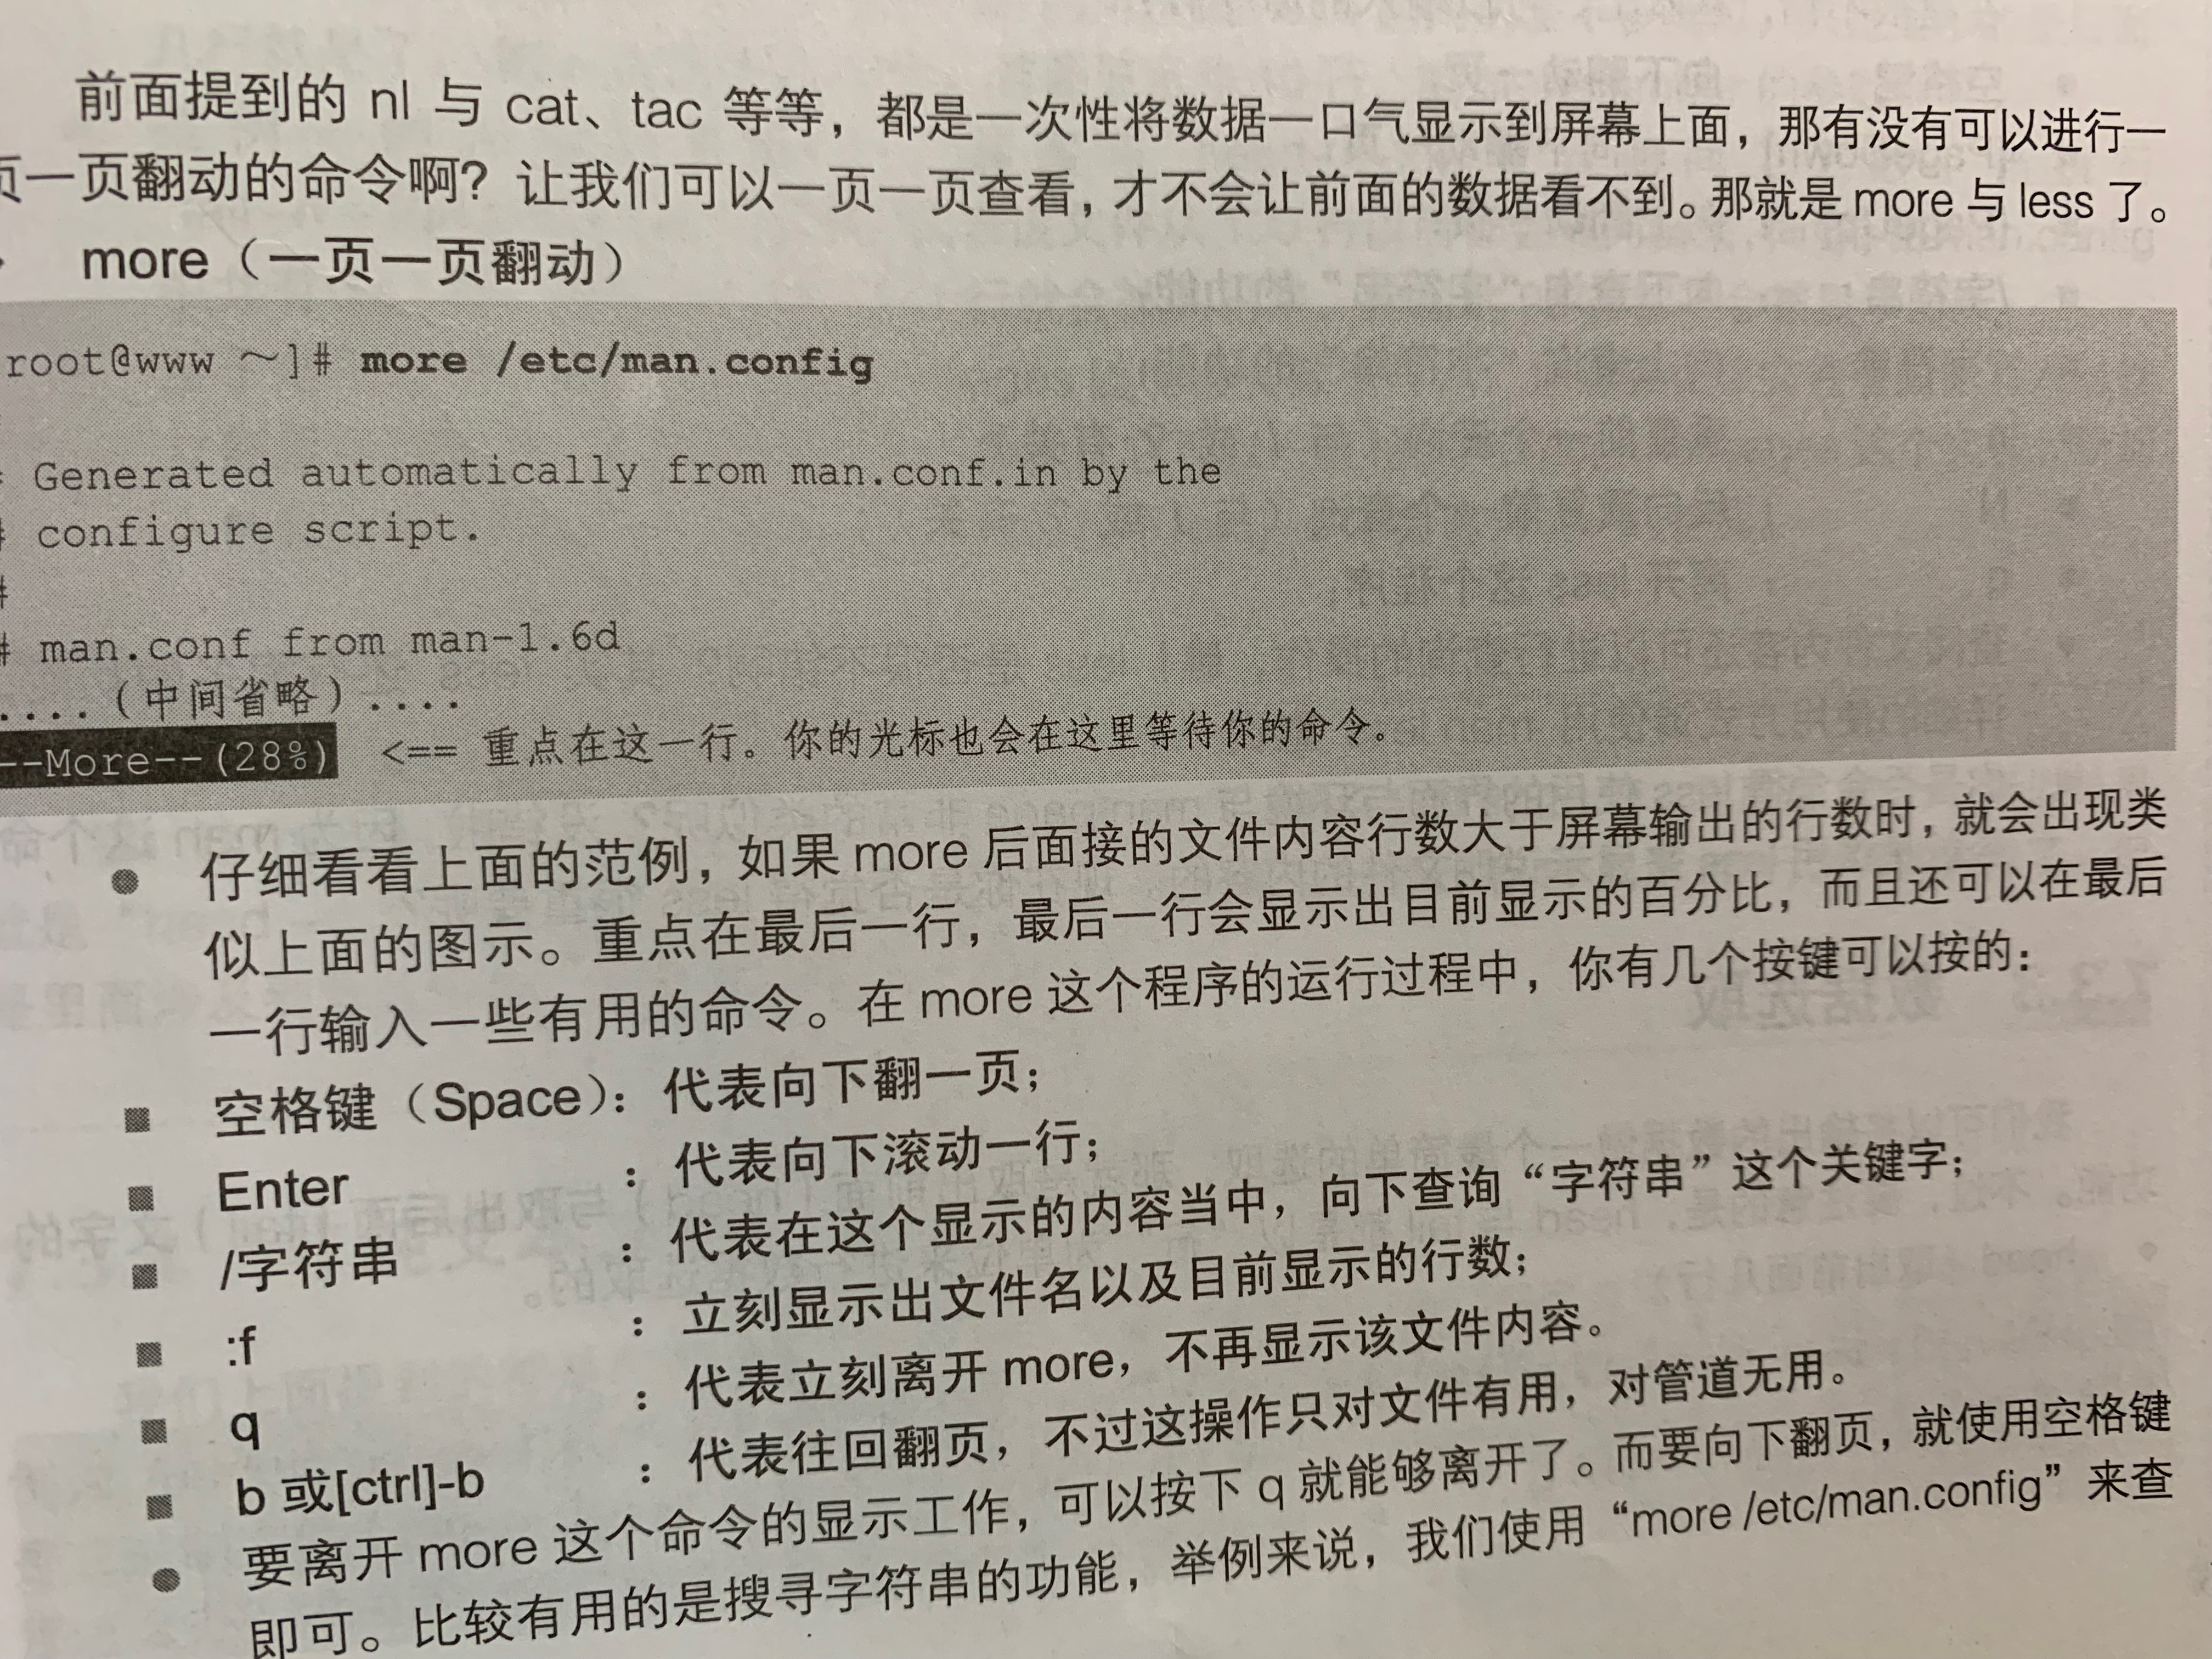 前面提到的 nl 与 cat、tac 等等，都是一次性将数据一口气显示到屏幕上面，那有没有可以进行一
页一页翻动的命令啊？让我们可以一页一页查看，才不会让前面的数据看不到。那就是 more 与 less 了。
more（一页一页翻动）
root@www ～]# more /etc/man.config
# Generated automatically from man.conf.in by the
# configure script.
#
# man.conf from man-1.6d
....(中间省略)....
--More--(28%) <== 重点在这一行。你的光标也会在这里等待你的命令。
● 仔细看看上面的范例，如果 more 后面接的文件内容行数大于屏幕输出的行数时，就会出现类
似上面的图示。重点在最后一行，最后一行会显示出目前显示的百分比，而且还可以在最后
一行输入一些有用的命令。在 more 这个程序的运行过程中，你有几个按键可以按的：
■ 空格键（Space）：代表向下翻一页；
■ Enter ：代表向下滚动一行；
■ /字符串 ：代表在这个显示的内容当中，向下查询“字符串”这个关键字；
■ :f ：立刻显示出文件名以及目前显示的行数；
■ q ：代表立刻离开 more，不再显示该文件内容。
■ b 或[ctrl]-b ：代表往回翻页，不过这操作只对文件有用，对管道无用。
● 要离开 more 这个命令的显示工作，可以按下 q 就能够离开了。而要向下翻页，就使用空格键
即可。比较有用的是搜寻字符串的功能，举例来说，我们使用“more /etc/man.config”来查